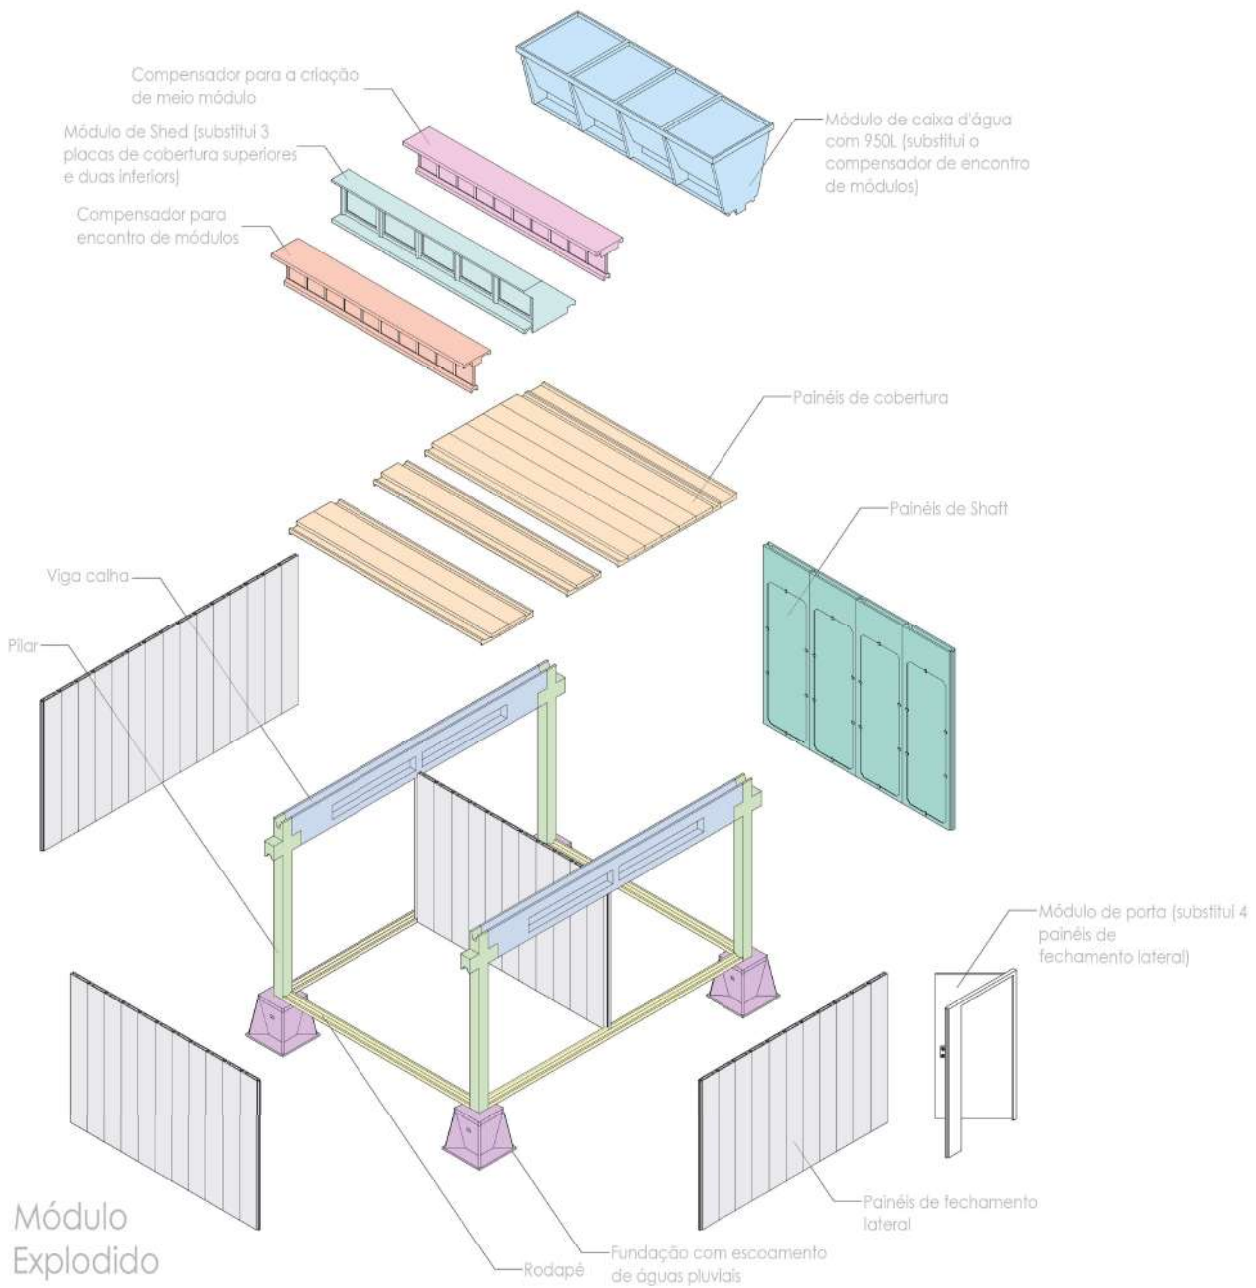 Compensador para a criação
de meio módulo
Módulo de Shed (substitui 3
placas de cobertura superiores
e duas inferiors)
Compensador para
encontro de módulos
Módulo de caixa d'água
com 950L (substitui o
compensador de encontro
de módulos)
Painéis de cobertura
Painéis de Shaft
Viga calha
Pilar
Módulo de porta (substitui 4
painéis de
fechamento lateral)
Painéis de fechamento
lateral
Fundação com escoamento
de águas pluviais
Rodapé
Módulo
Explodido